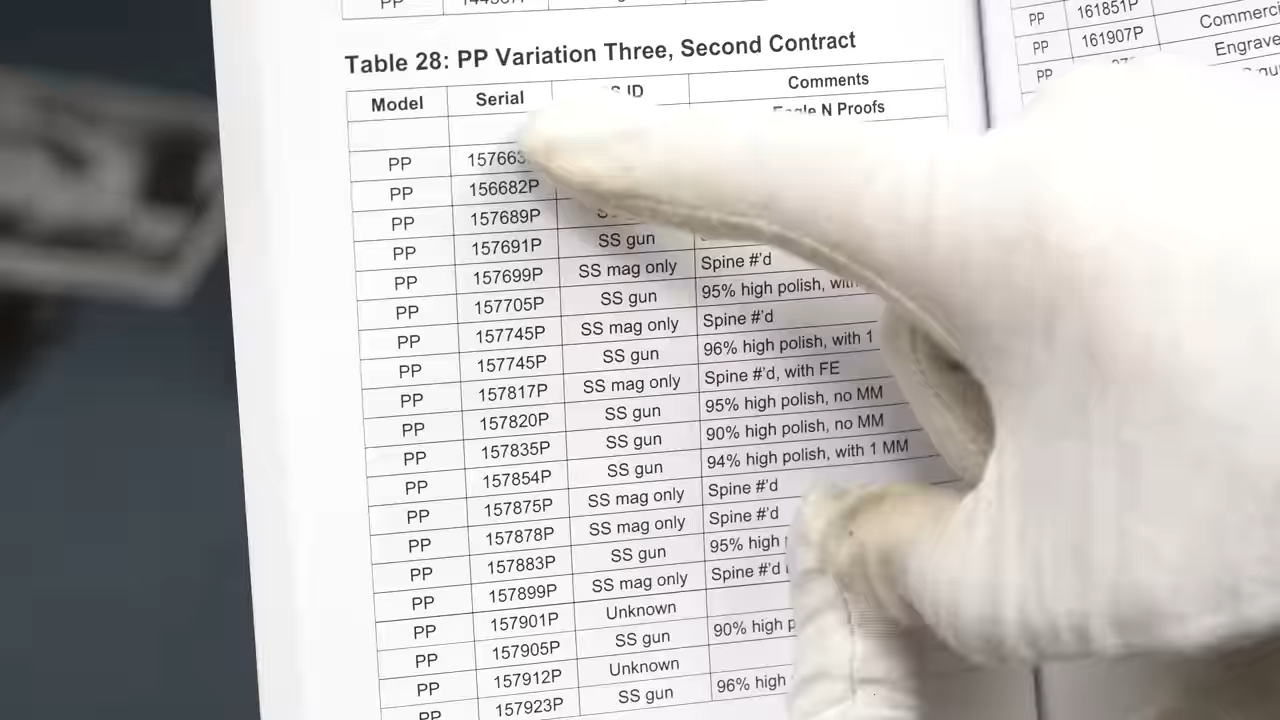 PP
Table 28: PP Variation Three, Second Contract
Model Serial ID Comments
N Proofs
PP
PP 156682P
PP 157689P
PP 157691P SS gun
PP 157699P SS mag only Spine #'d
PP 157705P SS gun 95% high polish, with
PP 157745P SS mag only Spine #'d
PP 157745P SS gun 96% high polish, with 1
PP 157817P SS mag only Spine #'d, with FE
PP 157820P SS gun 95% high polish, no MM
PP 157835P SS gun 90% high polish, no MM
PP 157854P SS gun 94% high polish, with 1 MM
PP 157875P SS mag only Spine #'d
PP 157878P SS mag only Spine #'d
PP 157883P SS gun 95% high
PP 157899P SS mag only Spine #'d
PP 157901P Unknown
PP 157905P SS gun 90% high
PP 157912P Unknown
PP 157923P SS gun 96% high
PP 161851P
PP 161907P
PP